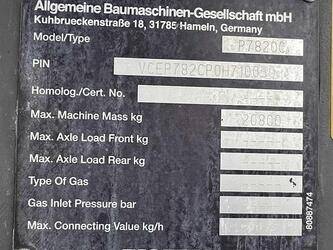 Allgemeine Baumaschinen-Gesellschaft mbH
Kuhbrueckenstraße 18, 31785 Hameln, Germany
Model/Type P7820C
PIN
Homolog./Cert. No.
Max. Machine Mass kg 20800
Max. Axle Load Front kg
Max. Axle Load Rear kg
Type Of Gas
Gas Inlet Pressure bar
Max. Connecting Value kg/h
80887474